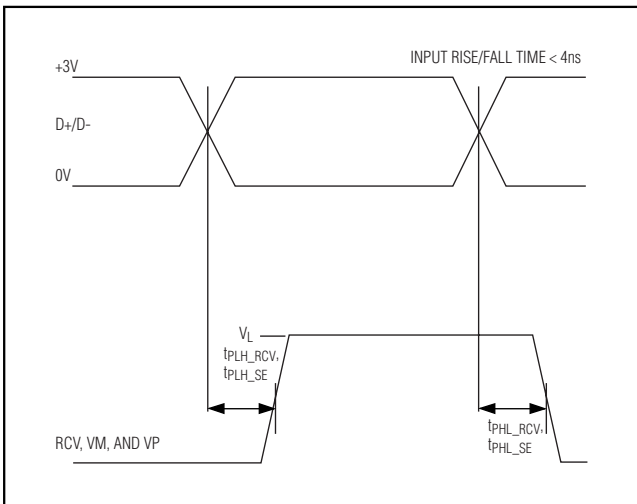 +3V
INPUT RISE/FALL TIME < 4ns
D+/D-
0V
VL
tPLH_RCV,
tPLH_SE
tPHL_RCV,
tPHL_SE
RCV, VM, AND VP